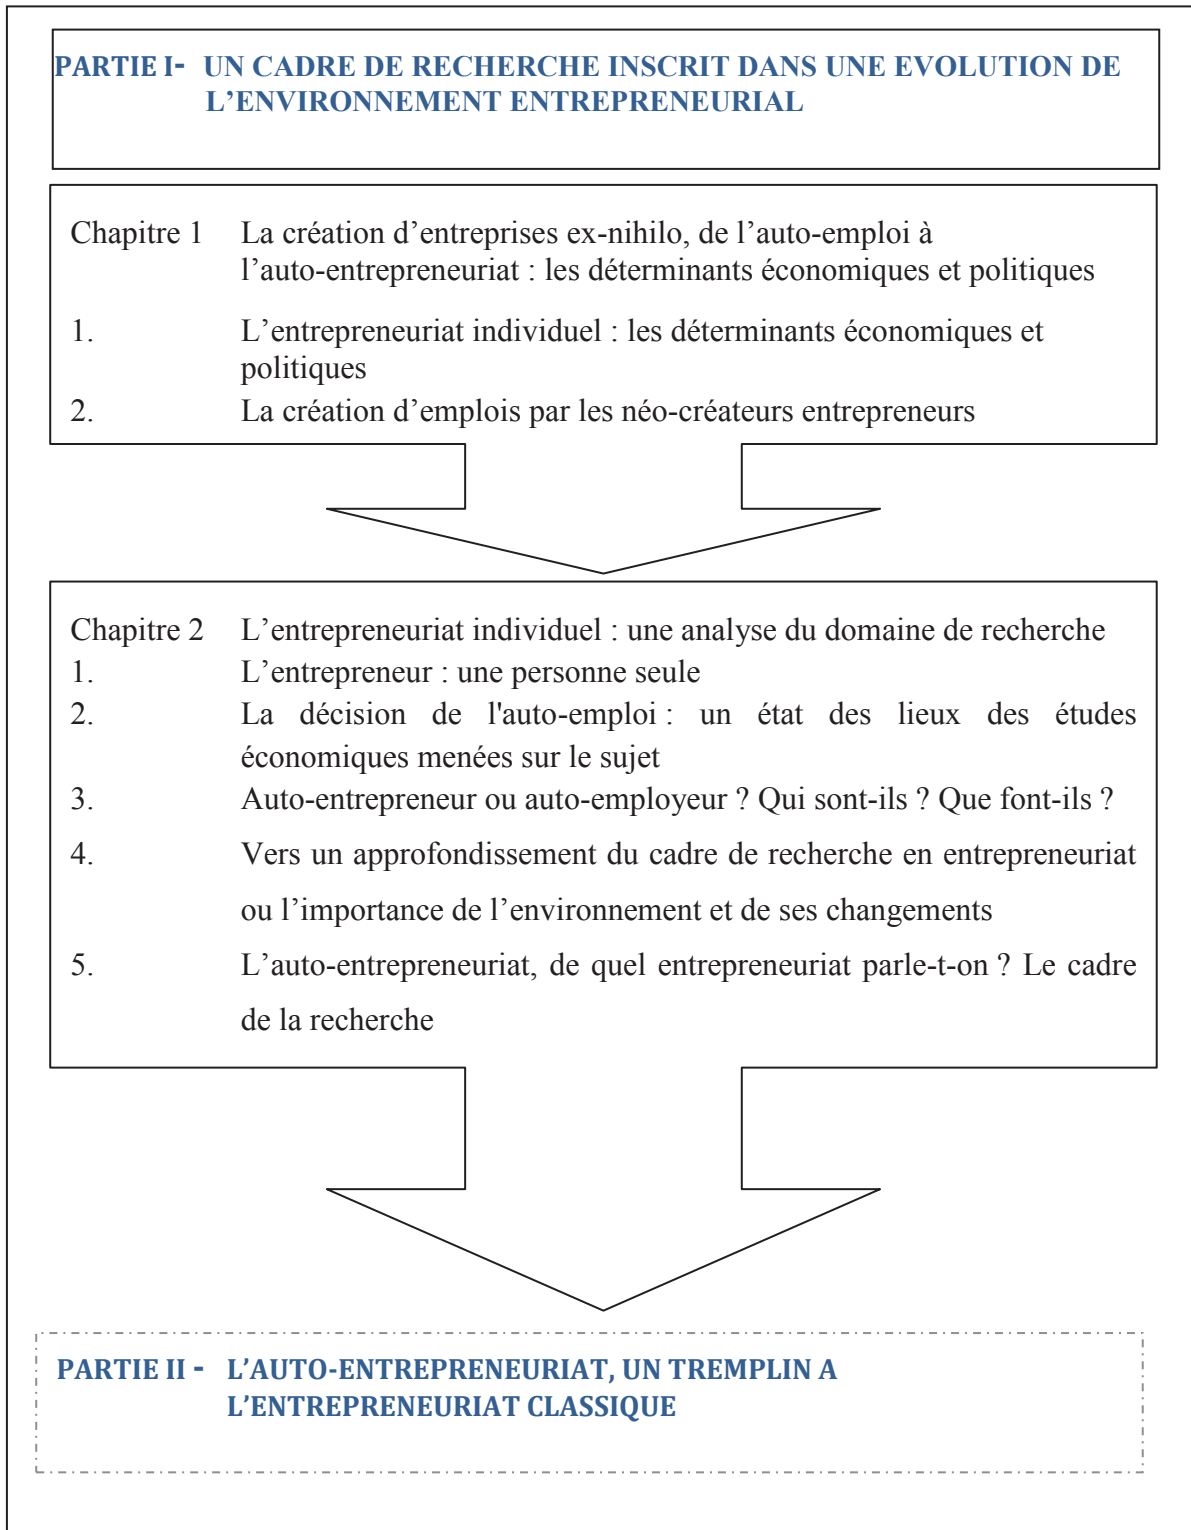 PARTIE I- UN CADRE DE RECHERCHE INSCRIT DANS UNE EVOLUTION DE
L’ENVIRONNEMENT ENTREPRENEURIAL
Chapitre 1 La création d’entreprises ex-nihilo, de l’auto-emploi à
l’auto-entrepreneuriat : les déterminants économiques et politiques
1. L’entrepreneuriat individuel : les déterminants économiques et
politiques
2. La création d’emplois par les néo-créateurs entrepreneurs
Chapitre 2 L’entrepreneuriat individuel : une analyse du domaine de recherche
1. L’entrepreneur : une personne seule
2. La décision de l'auto-emploi : un état des lieux des études
économiques menées sur le sujet
3. Auto-entrepreneur ou auto-employeur ? Qui sont-ils ? Que font-ils ?
4. Vers un approfondissement du cadre de recherche en entrepreneuriat
ou l’importance de l’environnement et de ses changements
5. L’auto-entrepreneuriat, de quel entrepreneuriat parle-t-on ? Le cadre
de la recherche
PARTIE II - L’AUTO-ENTREPRENEURIAT, UN TREMPLIN A
L’ENTREPRENEURIAT CLASSIQUE